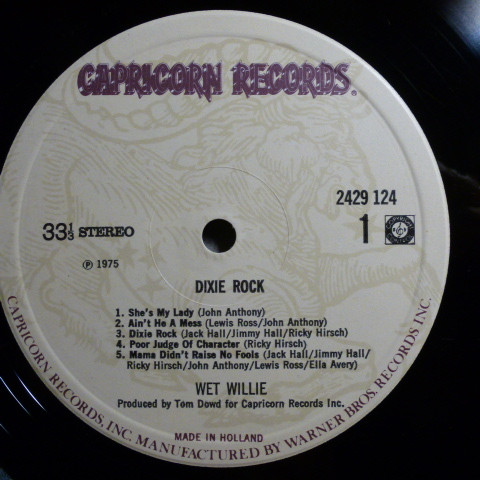 CAPRICORN RECORDS.®
2429 124
33⅓ STEREO
1
℗ 1975
DIXIE ROCK
1. She's My Lady (John Anthony)
2. Ain't He A Mess (Lewis Ross/John Anthony)
3. Dixie Rock (Jack Hall/Jimmy Hall/Ricky Hirsch)
4. Poor Judge Of Character (Ricky Hirsch)
5. Mama Didn't Raise No Fools (Jack Hall/Jimmy Hall/
Ricky Hirsch/John Anthony/Lewis Ross/Ella Avery)
WET WILLIE
Produced by Tom Dowd for Capricorn Records Inc.
MADE IN HOLLAND
CAPRICORN RECORDS, INC. MANUFACTURED BY WARNER BROS. RECORDS INC.